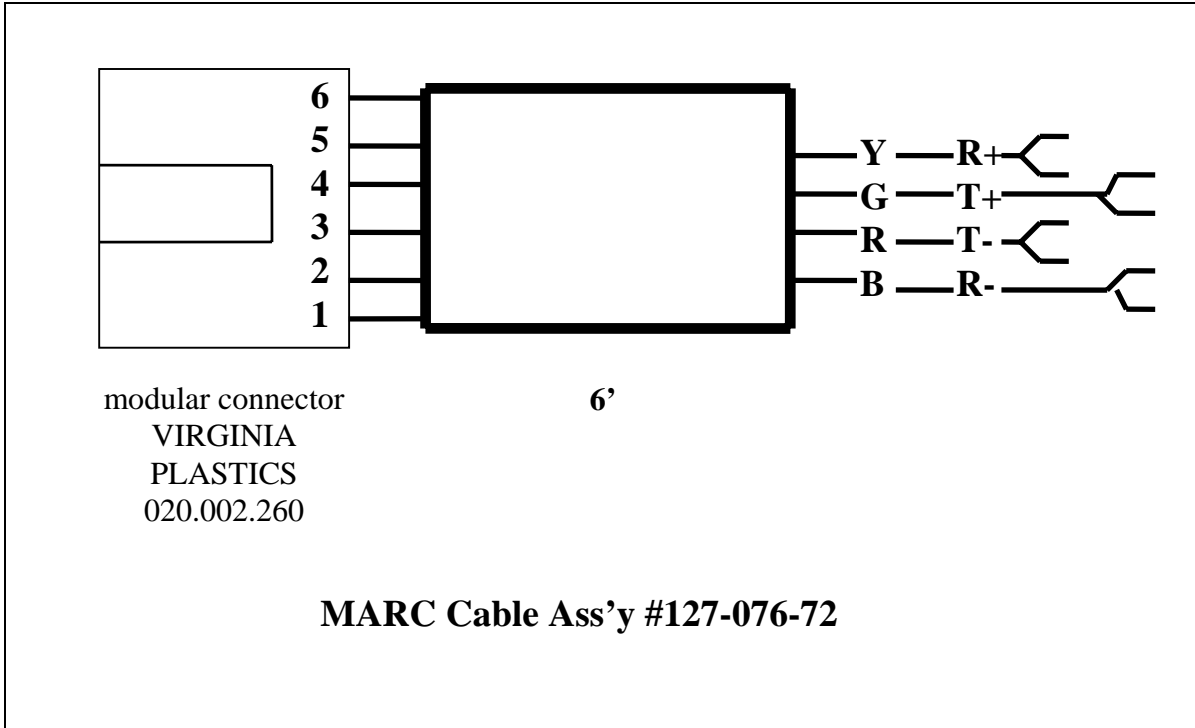 6
5
4
3
2
1
Y R+
G T+
R T-
B R-
modular connector
VIRGINIA
PLASTICS
020.002.260
6’
MARC Cable Ass’y #127-076-72